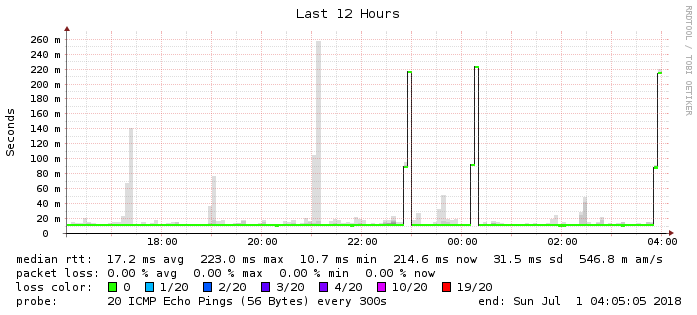 Last 12 Hours
RRDTOOL / TOBI OETIKER
Seconds
260 m
240 m
220 m
200 m
180 m
160 m
140 m
120 m
100 m
80 m
60 m
40 m
20 m
0
18:00 20:00 22:00 00:00 02:00 04:00
median rtt: 17.2 ms avg 223.0 ms max 10.7 ms min 214.6 ms now 31.5 ms sd 546.8 m am/s
packet loss: 0.00 % avg 0.00 % max 0.00 % min 0.00 % now
loss color: 0 1/20 2/20 3/20 4/20 10/20 19/20
probe: 20 ICMP Echo Pings (56 Bytes) every 300s end: Sun Jul 1 04:05:05 2018